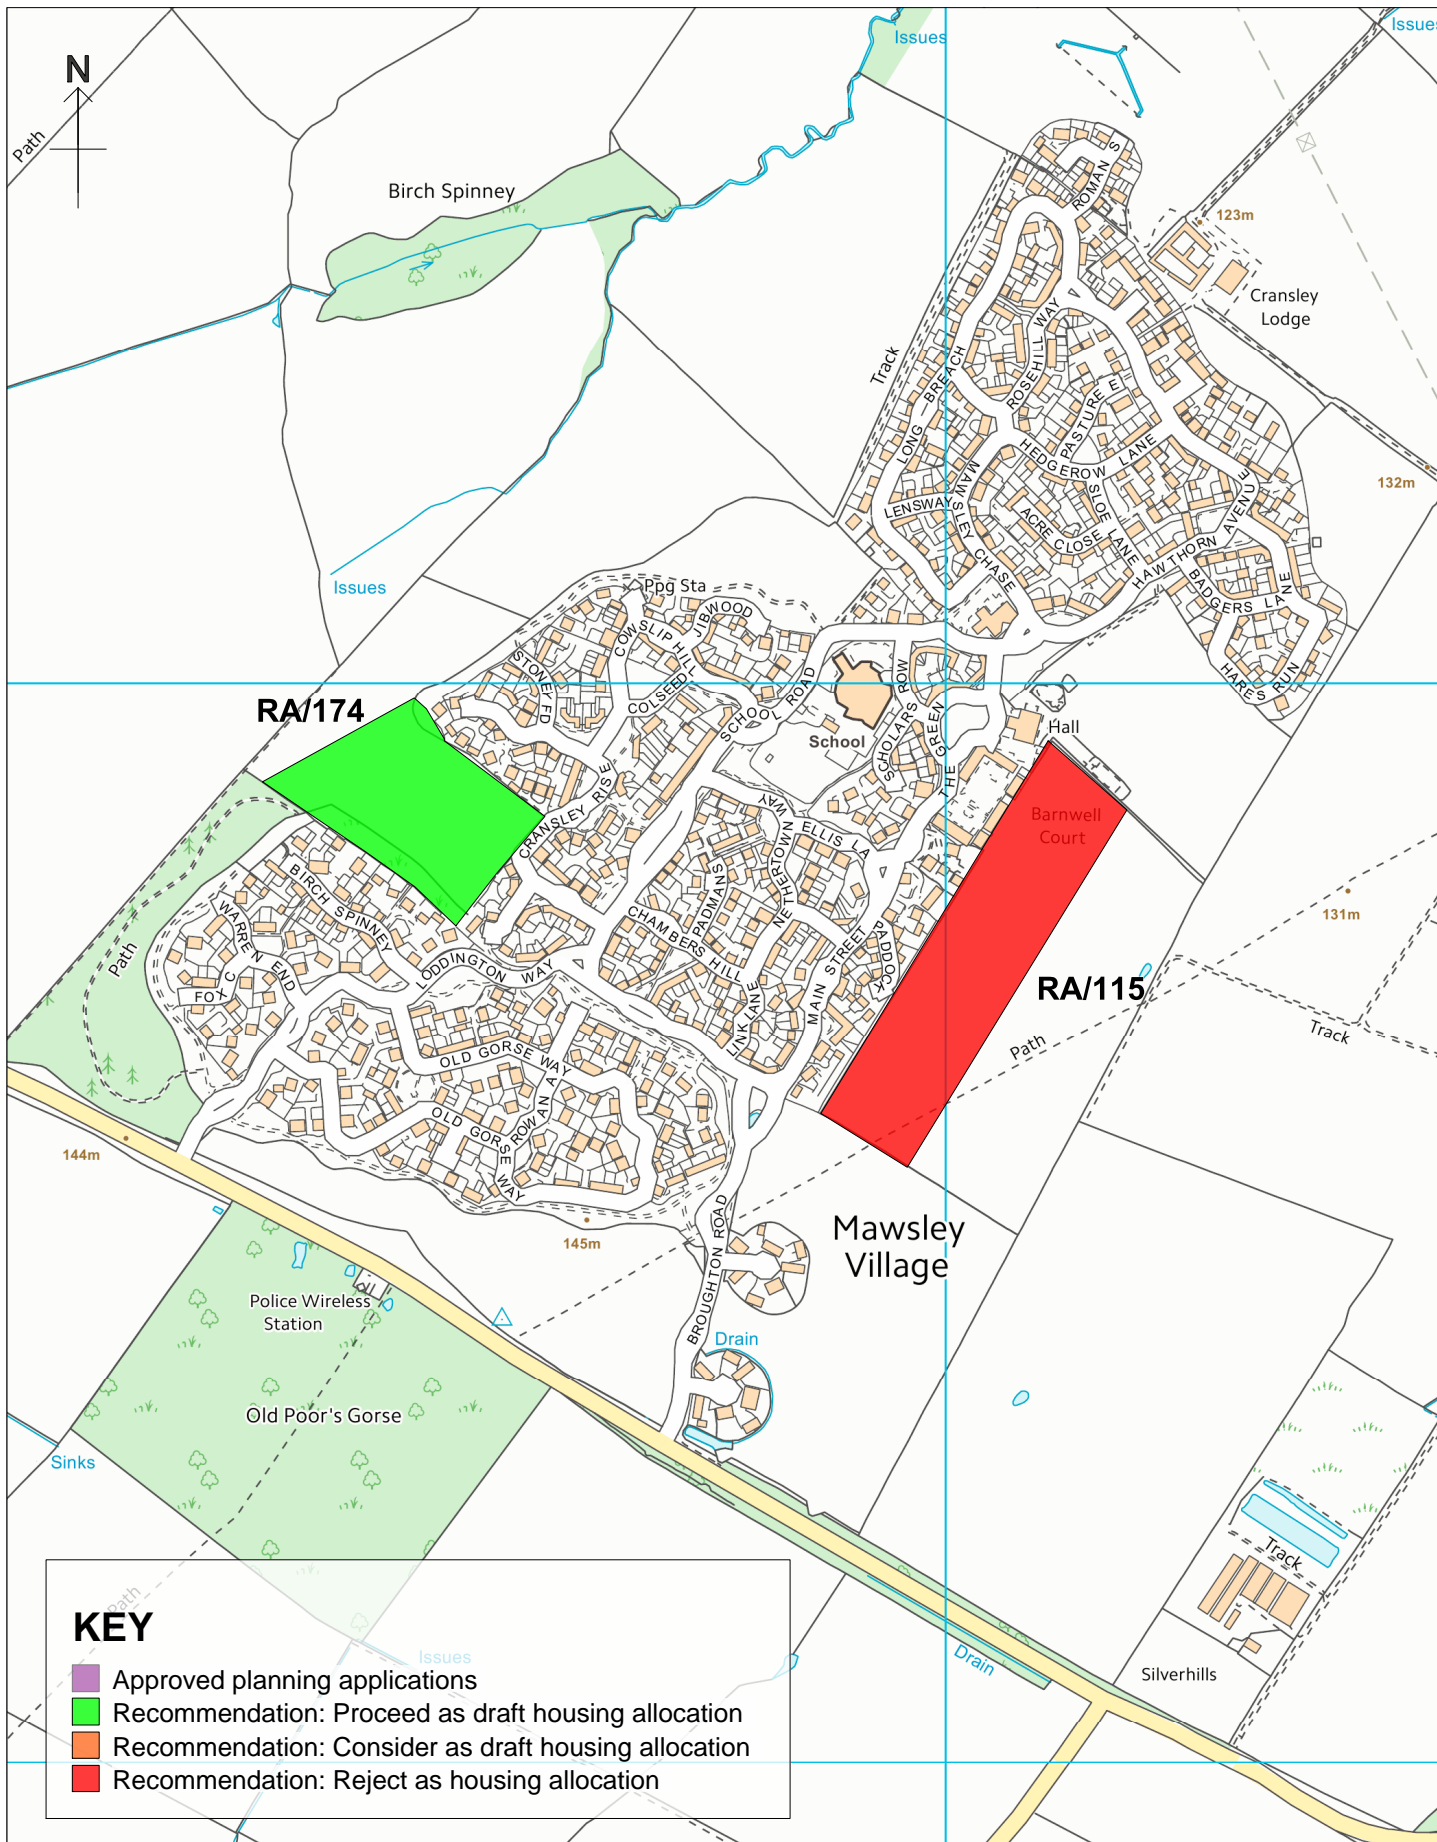 Issues
Issues
N
Path
Birch Spinney
ROMAN S
123m
Cransley
Lodge
Track
LONG BREACH
ROSEHILL WAY
PASTURE E
HEDGEROW LANE
132m
LENSWAY
MAWSLEY CHASE
ACRE CLOSE
SLOE LANE
HAWTHORN AVENUE
BADGERS LANE
HARES RUN
Issues
Ppg Sta
JIBWOOD
COWSLIP HILL
STONEY FD
COLSEED
RA/174
SCHOOL ROAD
School
SCHOLARS ROW
THE GREEN
Hall
Barnwell
Court
CRANSLEY RISE
WAY
ELLIS LA
NETHERTOWN
PADMANS
CHAMBERS HILL
BIRCH SPINNEY
WARREN END
FOX C
Path
LODDINGTON WAY
LINK LANE
MAIN STREET
PADDOCK
131m
RA/115
Path
Track
OLD GORSE WAY
OLD GORSE WAY
ROWAN A
144m
145m
BROUGHTON ROAD
Mawsley
Village
Police Wireless
Station
Drain
Old Poor's Gorse
Sinks
Track
Silverhills
Drain
Path
Issues
KEY
Approved planning applications
Recommendation: Proceed as draft housing allocation
Recommendation: Consider as draft housing allocation
Recommendation: Reject as housing allocation